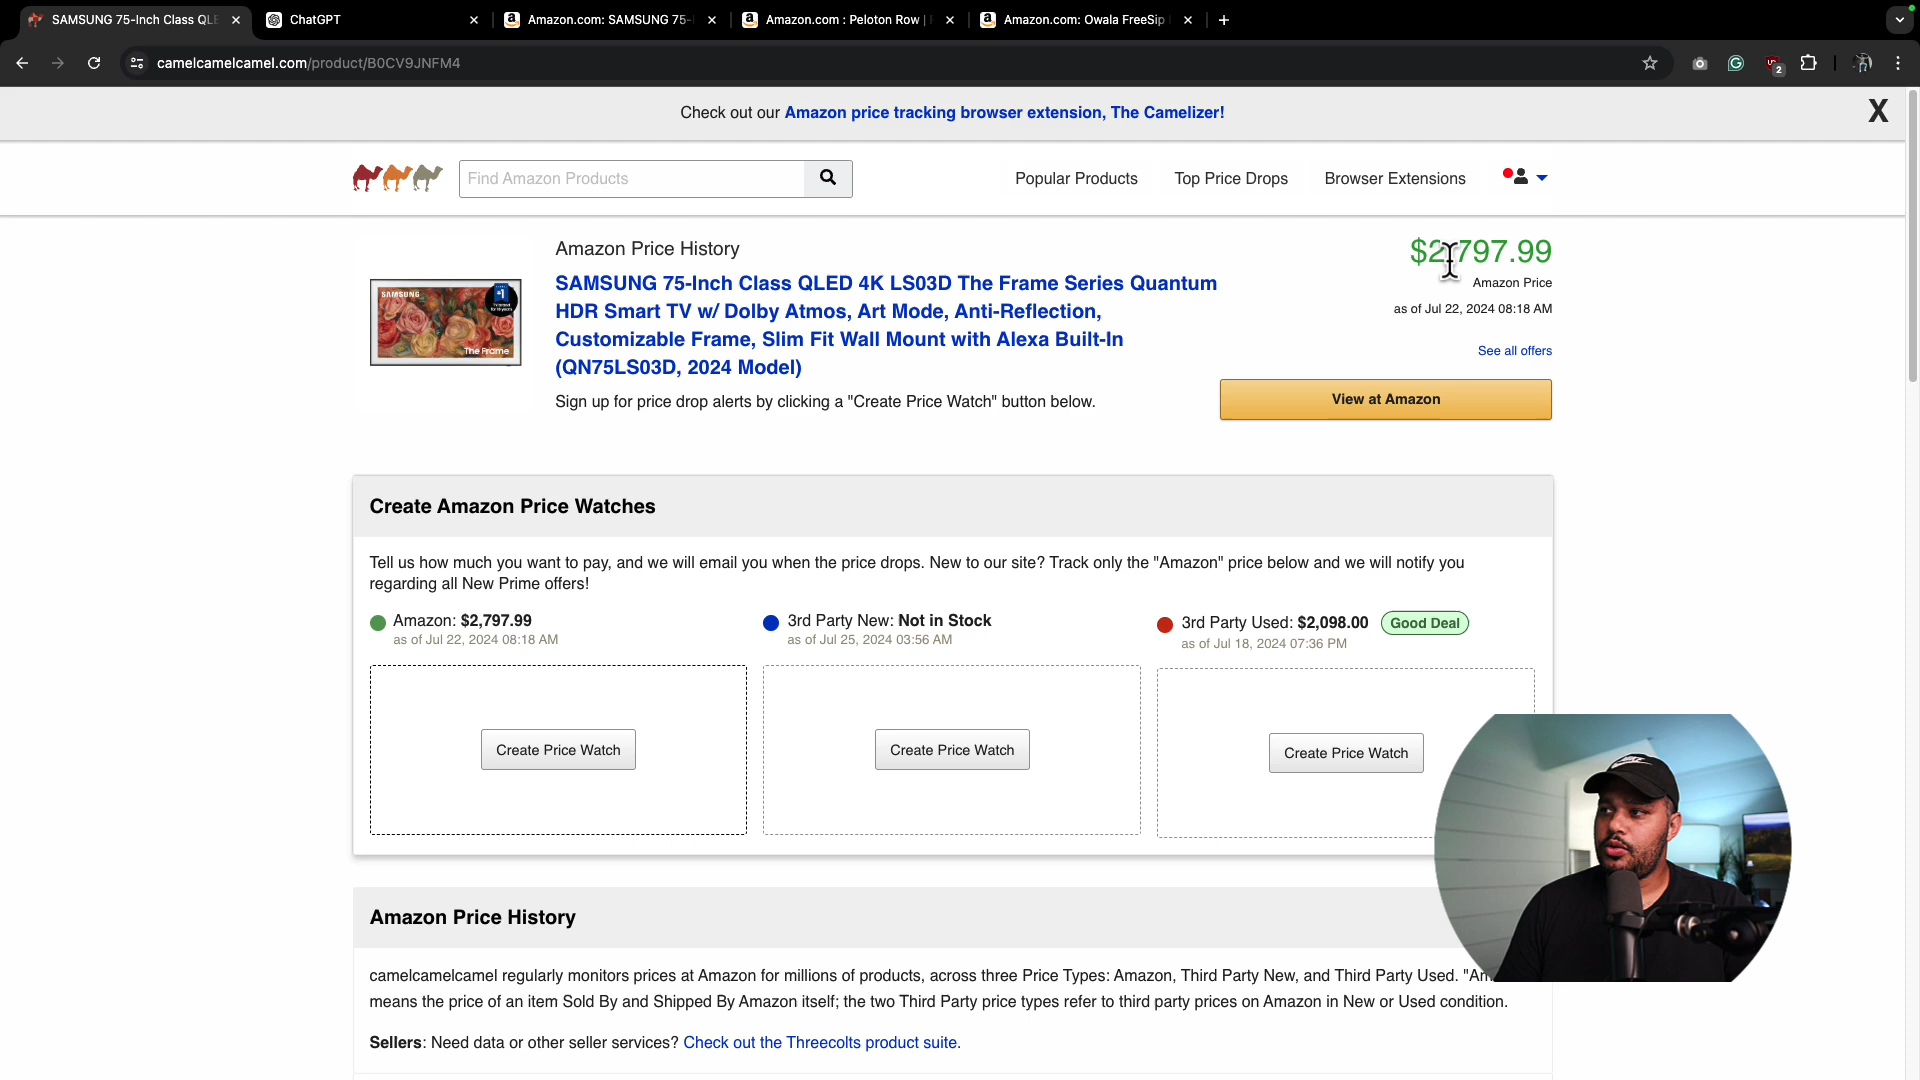 SAMSUNG 75-Inch Class QLE
ChatGPT
Amazon.com: SAMSUNG 75-
Amazon.com : Peloton Row |
Amazon.com: Owala FreeSip
camelcamelcamel.com/product/B0CV9JNFM4
2
Check out our Amazon price tracking browser extension, The Camelizer!
X
Find Amazon Products
Popular Products
Top Price Drops
Browser Extensions
Amazon Price History
SAMSUNG 75-Inch Class QLED 4K LS03D The Frame Series Quantum
HDR Smart TV w/ Dolby Atmos, Art Mode, Anti-Reflection,
Customizable Frame, Slim Fit Wall Mount with Alexa Built-In
(QN75LS03D, 2024 Model)
Sign up for price drop alerts by clicking a "Create Price Watch" button below.
SAMSUNG
#1
The Frame
$2,797.99
Amazon Price
as of Jul 22, 2024 08:18 AM
See all offers
View at Amazon
Create Amazon Price Watches
Tell us how much you want to pay, and we will email you when the price drops. New to our site? Track only the "Amazon" price below and we will notify you
regarding all New Prime offers!
Amazon: $2,797.99
as of Jul 22, 2024 08:18 AM
Create Price Watch
3rd Party New: Not in Stock
as of Jul 25, 2024 03:56 AM
Create Price Watch
3rd Party Used: $2,098.00 Good Deal
as of Jul 18, 2024 07:36 PM
Create Price Watch
Amazon Price History
camelcamelcamel regularly monitors prices at Amazon for millions of products, across three Price Types: Amazon, Third Party New, and Third Party Used. "Am
means the price of an item Sold By and Shipped By Amazon itself; the two Third Party price types refer to third party prices on Amazon in New or Used condition.
Sellers: Need data or other seller services? Check out the Threecolts product suite.